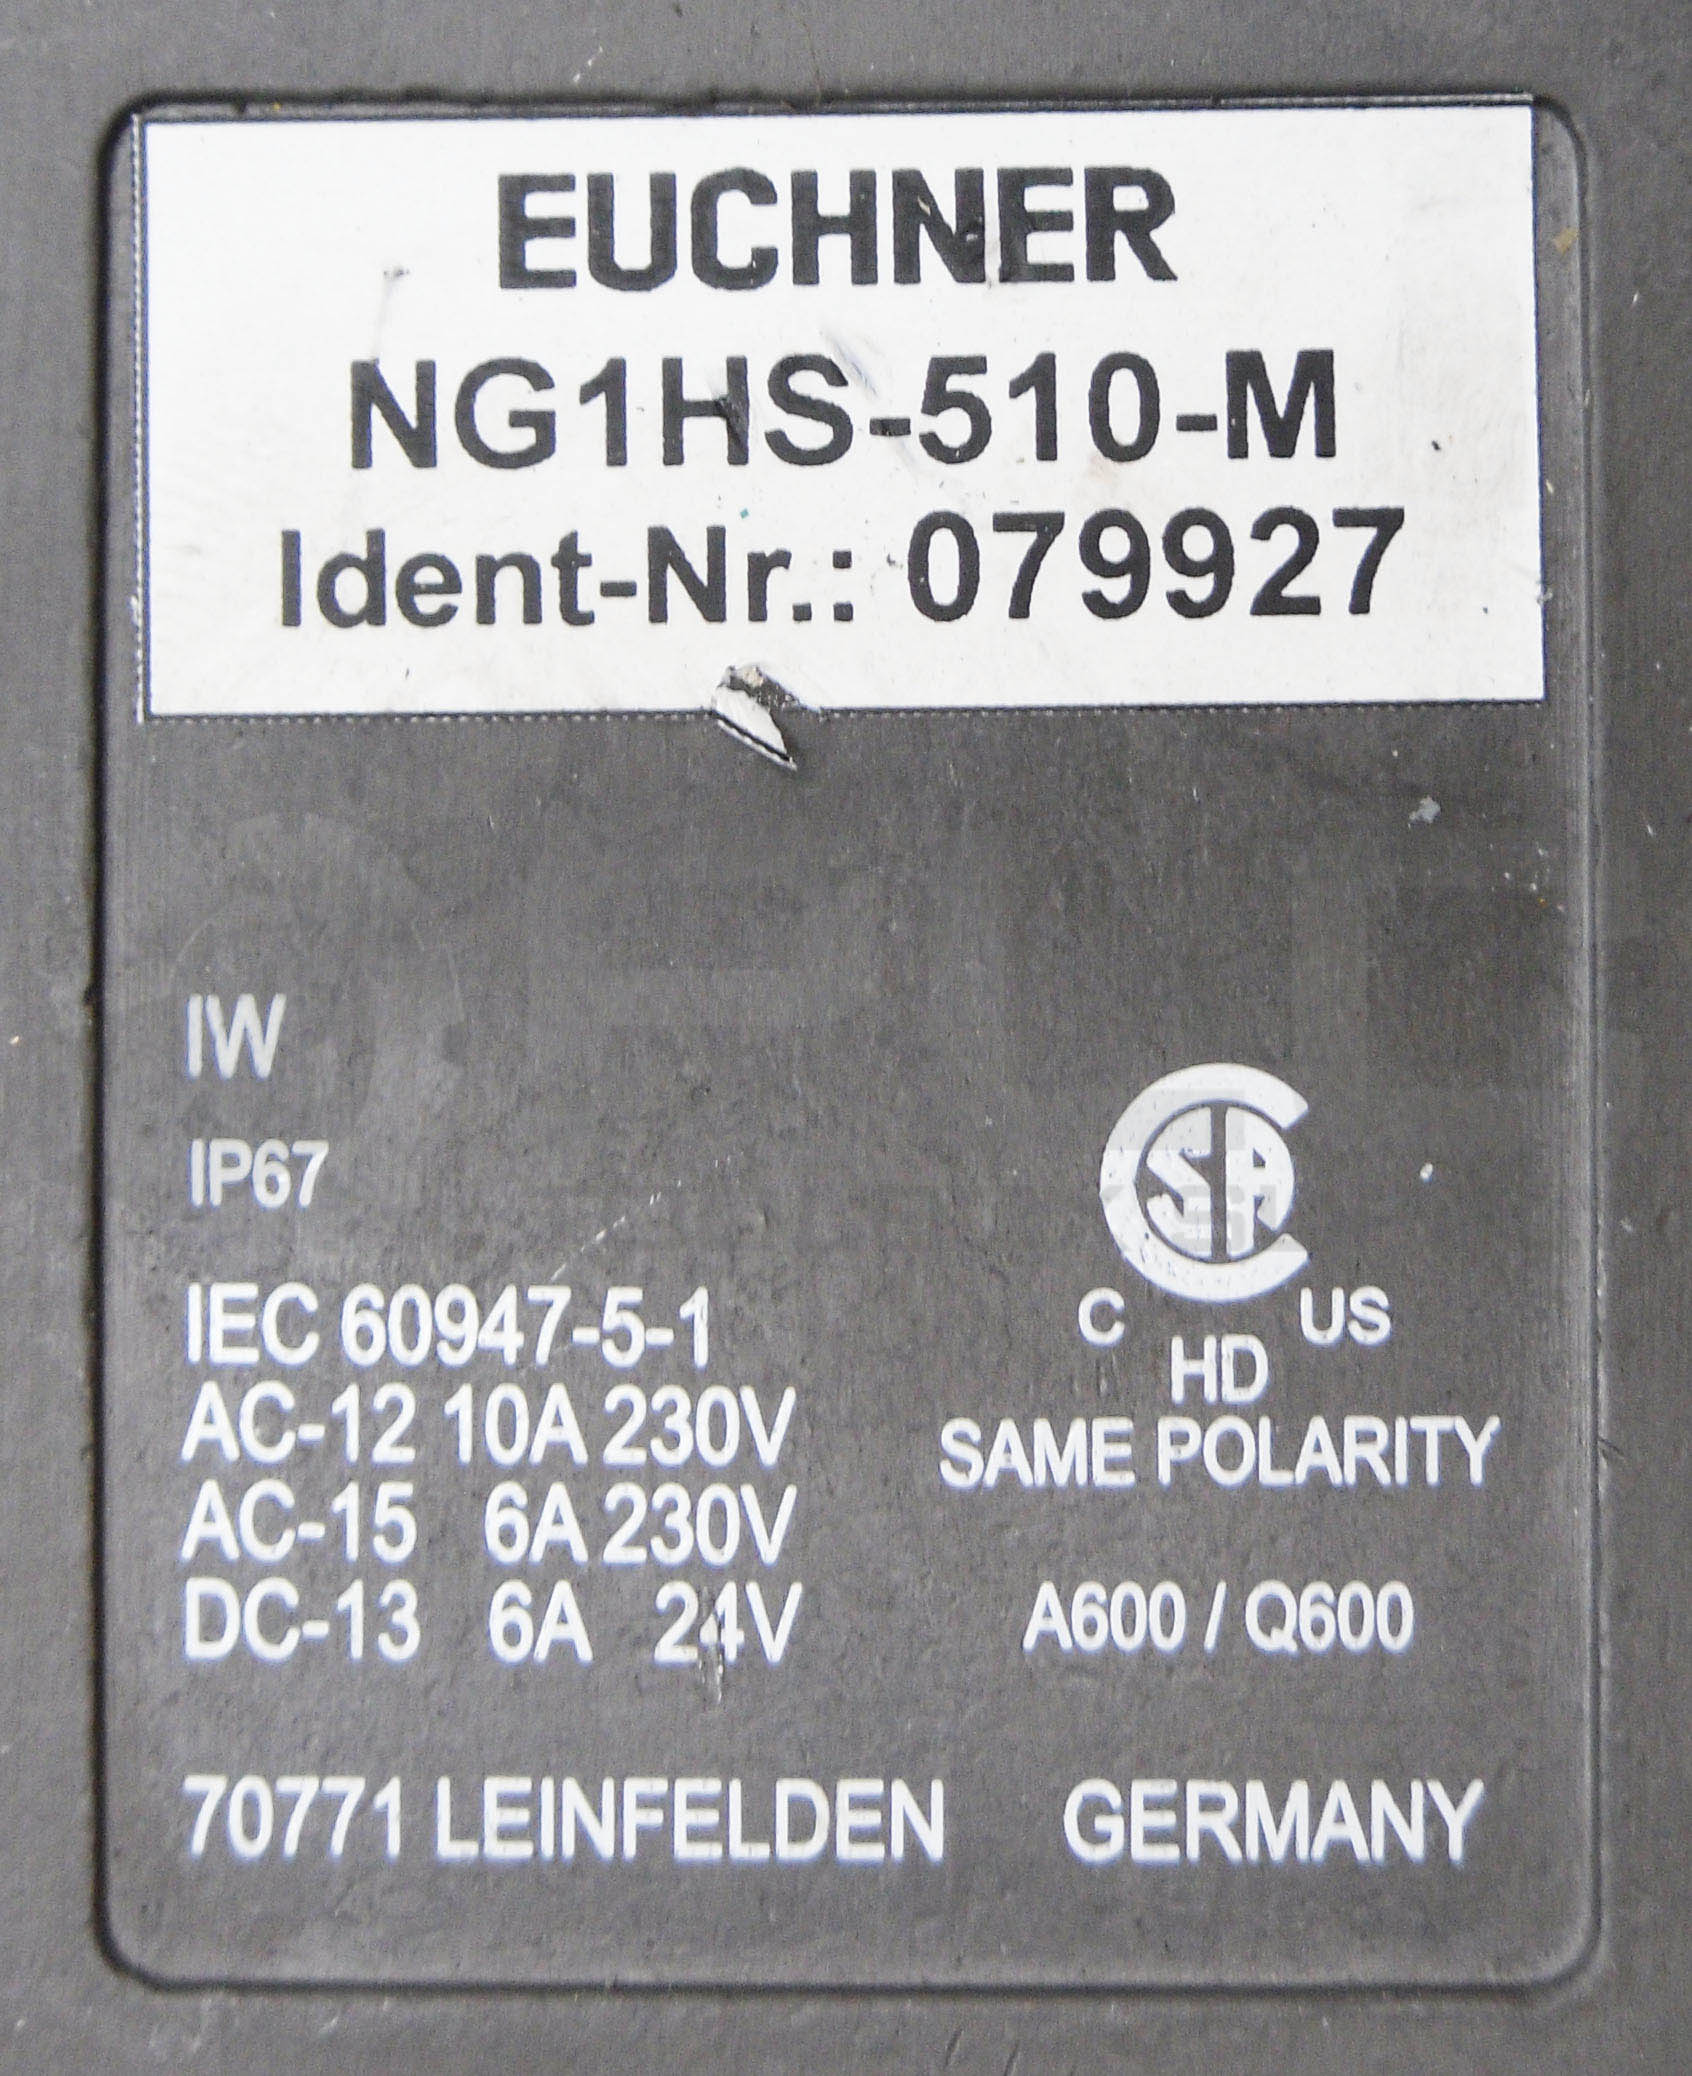 EUCHNER
NG1HS-510-M
Ident-Nr.: 079927
IW
IP67
IEC 60947-5-1
AC-12 10A 230V
AC-15 6A 230V
DC-13 6A 24V
SA
C US
HD
SAME POLARITY
A600 / Q600
70771 LEINFELDEN GERMANY